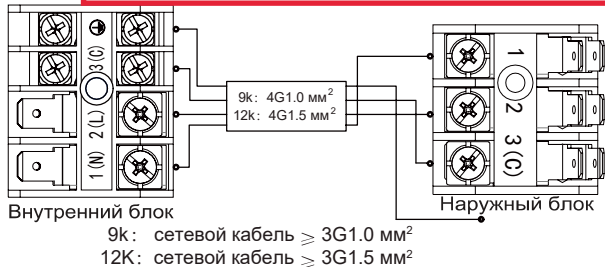 3 (C)
2 (L)
1 (N)
9k: 4G1.0 мм²
12k: 4G1.5 мм²
1
2
3 (C)
Внутренний блок
Наружный блок
9k: сетевой кабель ⩾ 3G1.0 мм²
12K: сетевой кабель ⩾ 3G1.5 мм²